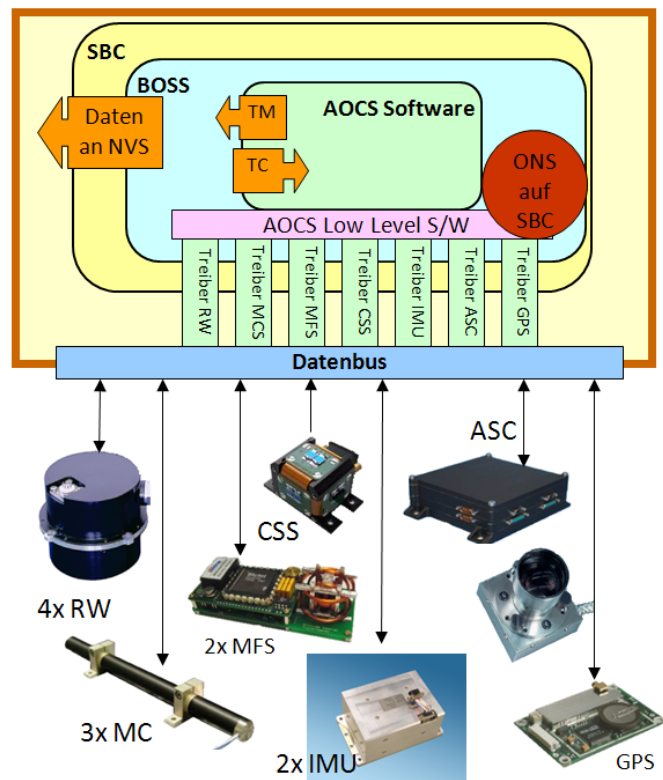 SBC
BOSS
AOCS Software
TM
TC
Daten
an NVS
ONS
auf
SBC
AOCS Low Level S/W
Treiber RW
Treiber MCS
Treiber MFS
Treiber CSS
Treiber IMU
Treiber ASC
Treiber GPS
Datenbus
ASC
CSS
4x RW
2x MFS
3x MC
2x IMU
GPS